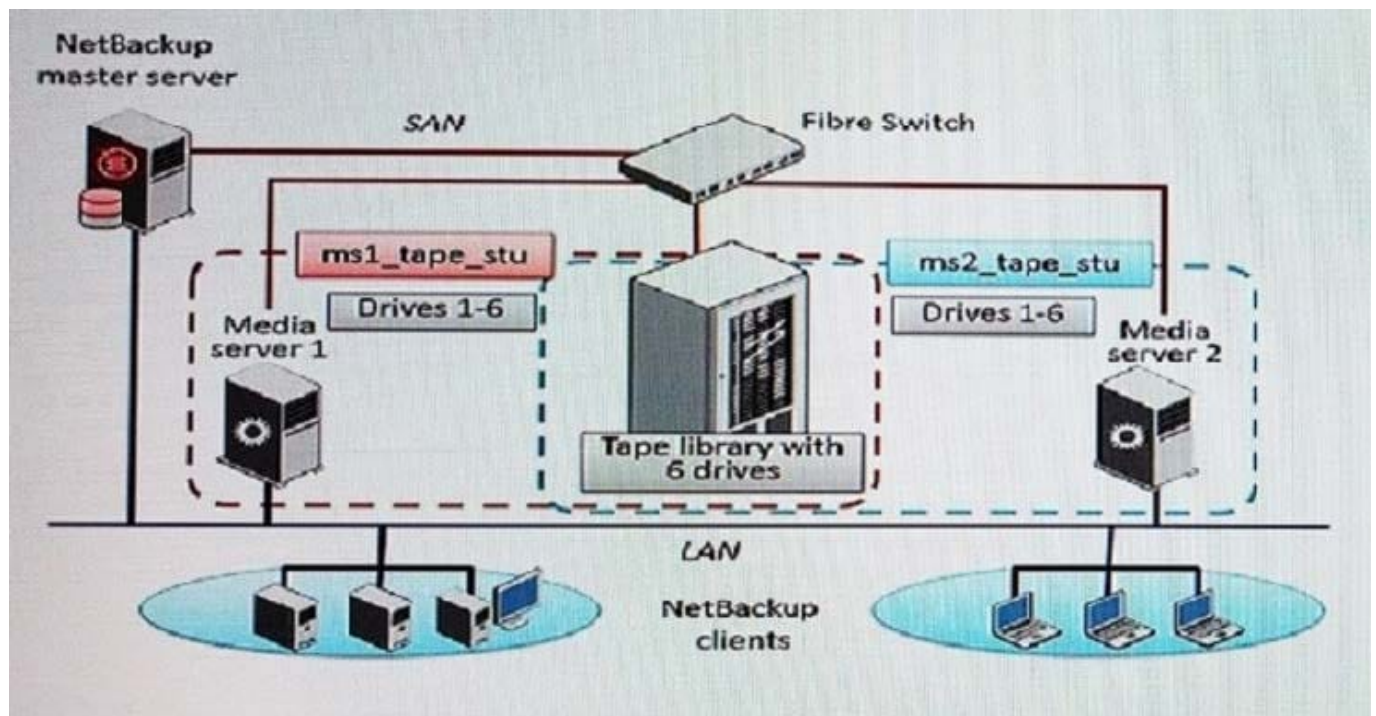 NetBackup
master server
SAN
Fibre Switch
ms1_tape_stu
ms2_tape_stu
Drives 1-6
Drives 1-6
Media
server 1
Media
server 2
Tape library with
6 drives
LAN
NetBackup
clients